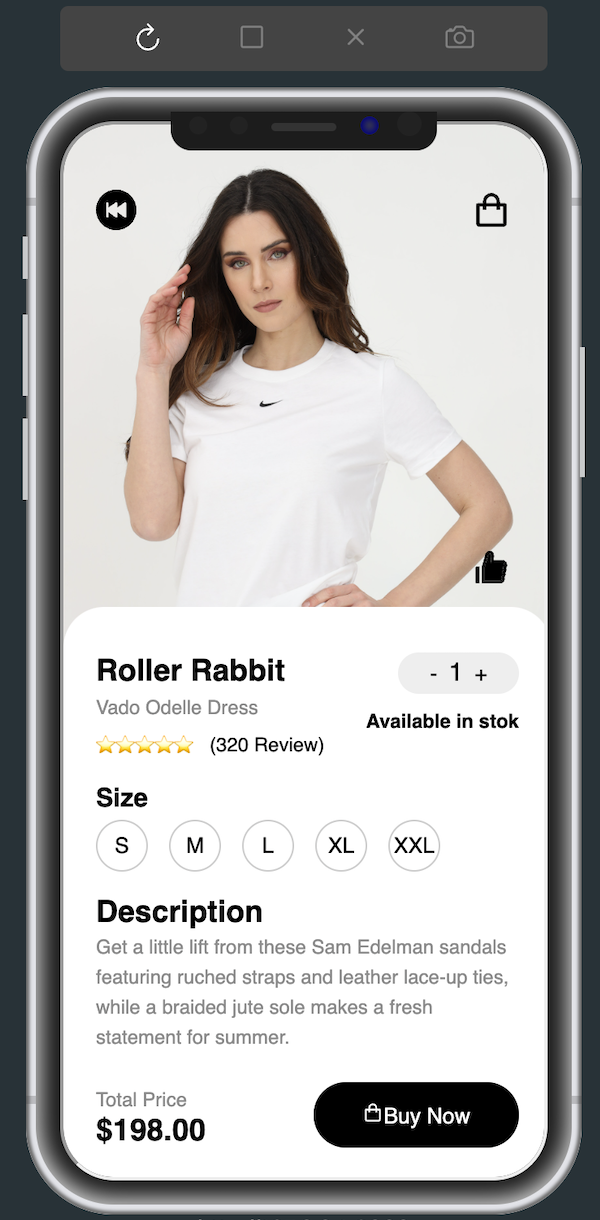 Roller Rabbit
- 1 +
Vado Odelle Dress
Available in stok
(320 Review)
Size
S M L XL XXL
Description
Get a little lift from these Sam Edelman sandals
featuring ruched straps and leather lace-up ties,
while a braided jute sole makes a fresh
statement for summer.
Total Price
$198.00
Buy Now